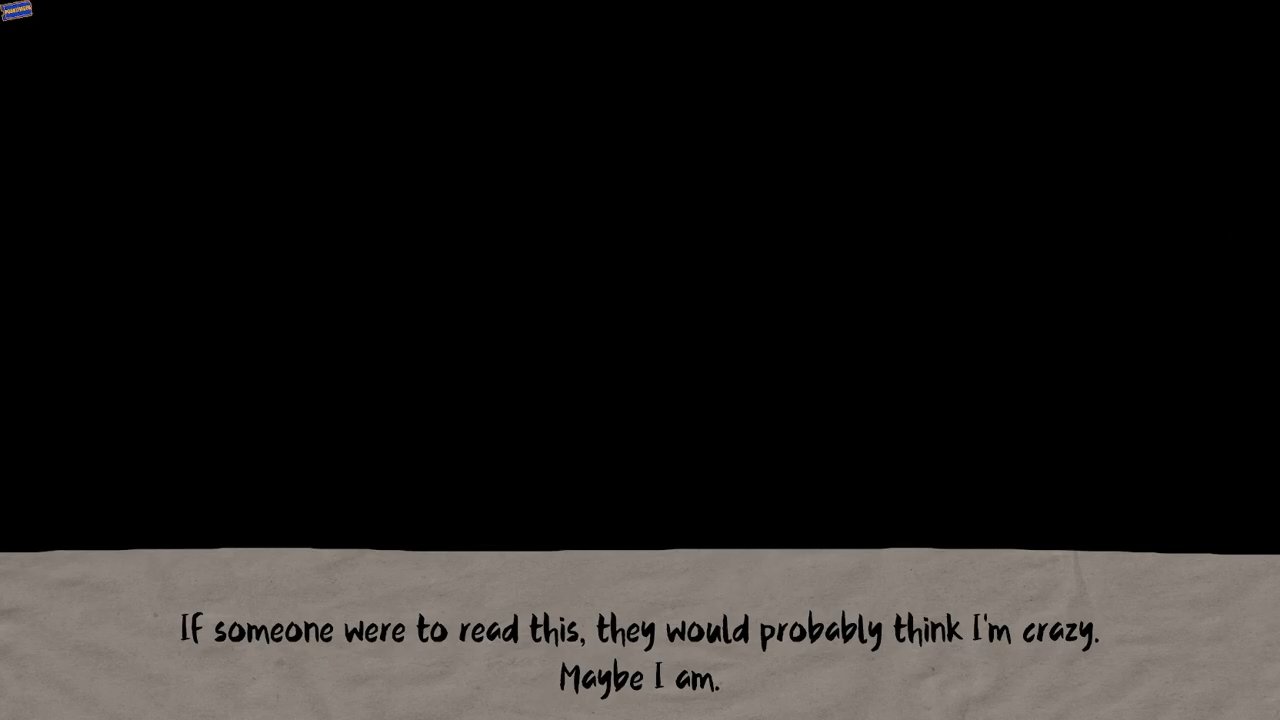 If someone were to read this, they would probably think I'm crazy.
Maybe I am.